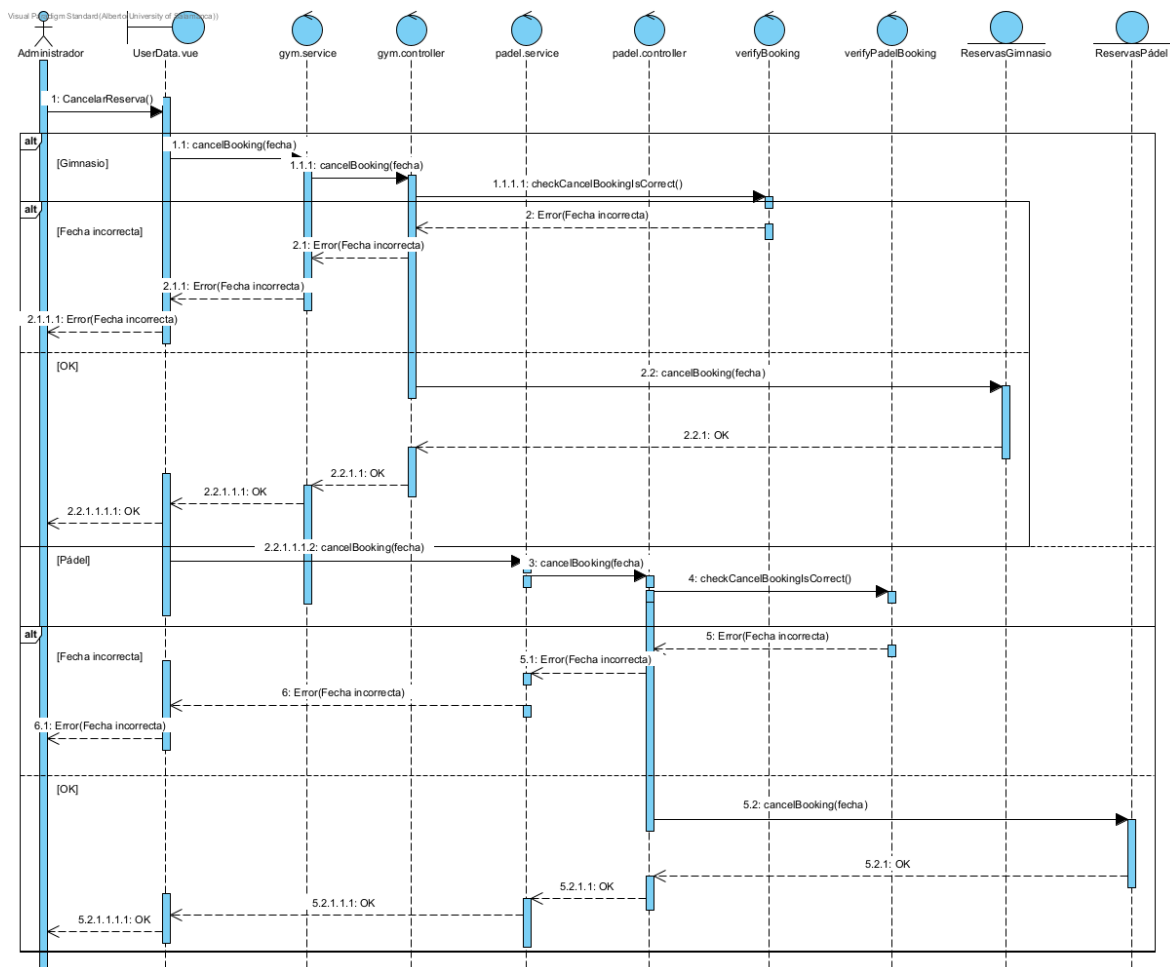 Visual Paradigm Standard(Alberto(University of Salamanca))
Administrador
UserData.vue
gym.service
gym.controller
padel.service
padel.controller
verifyBooking
verifyPadelBooking
ReservasGimnasio
ReservasPádel
1: CancelarReserva()
alt
1.1: cancelBooking(fecha)
[Gimnasio]
1.1.1: cancelBooking(fecha)
1.1.1.1: checkCancelBookingIsCorrect()
alt
2: Error(Fecha incorrecta)
[Fecha incorrecta]
2.1: Error(Fecha incorrecta)
2.1.1: Error(Fecha incorrecta)
2.1.1.1: Error(Fecha incorrecta)
[OK]
2.2: cancelBooking(fecha)
2.2.1: OK
2.2.1.1: OK
2.2.1.1.1: OK
2.2.1.1.1.1: OK
2.2.1.1.1.2: cancelBooking(fecha)
[Pádel]
3: cancelBooking(fecha)
4: checkCancelBookingIsCorrect()
alt
5: Error(Fecha incorrecta)
[Fecha incorrecta]
5.1: Error(Fecha incorrecta)
6: Error(Fecha incorrecta)
6.1: Error(Fecha incorrecta)
[OK]
5.2: cancelBooking(fecha)
5.2.1: OK
5.2.1.1: OK
5.2.1.1.1: OK
5.2.1.1.1.1: OK